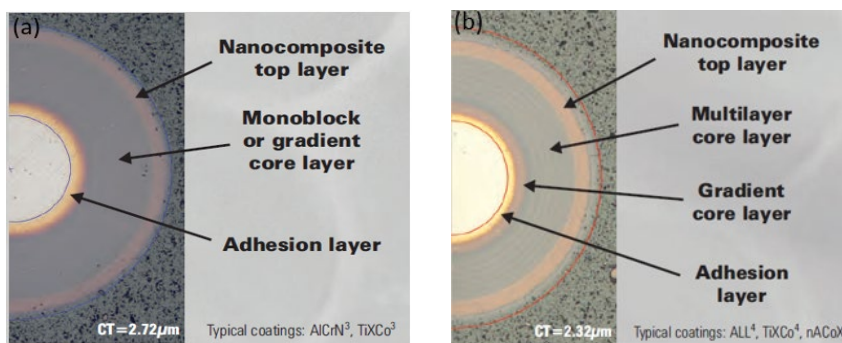 (a)
Nanocomposite
top layer
Monoblock
or gradient
core layer
Adhesion layer
CT=2.72µm
Typical coatings: AlCrN³, TiXCo³
(b)
Nanocomposite
top layer
Multilayer
core layer
Gradient
core layer
Adhesion
layer
CT=2.32µm
Typical coatings: ALL⁴, TiXCo⁴, nACoX